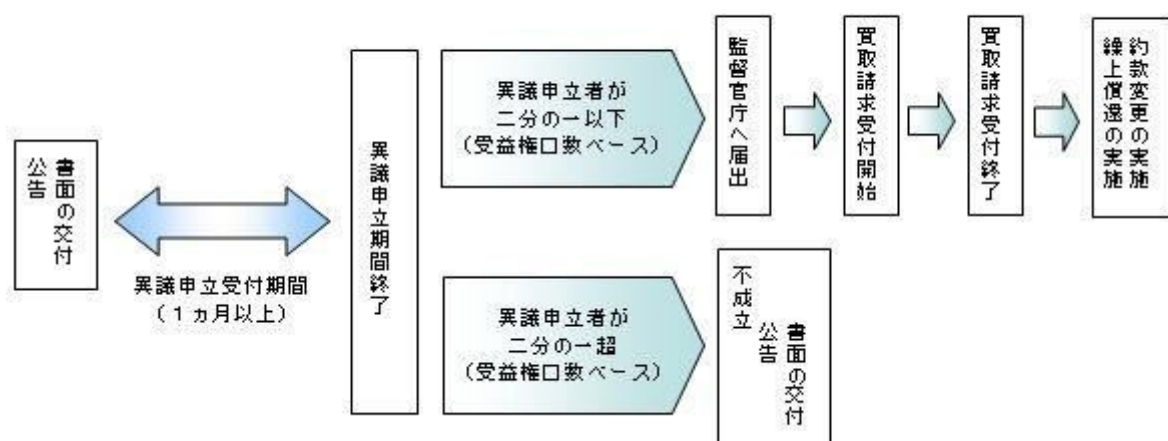 書面の交付
公告
異議申立受付期間
（１ヵ月以上）
異議申立期間終了
異議申立者が
二分の一以下
（受益権口数ベース）
監督官庁へ届出
買取請求受付開始
買取請求受付終了
約款変更の実施
繰上償還の実施
異議申立者が
二分の一超
（受益権口数ベース）
不成立
書面の交付
公告